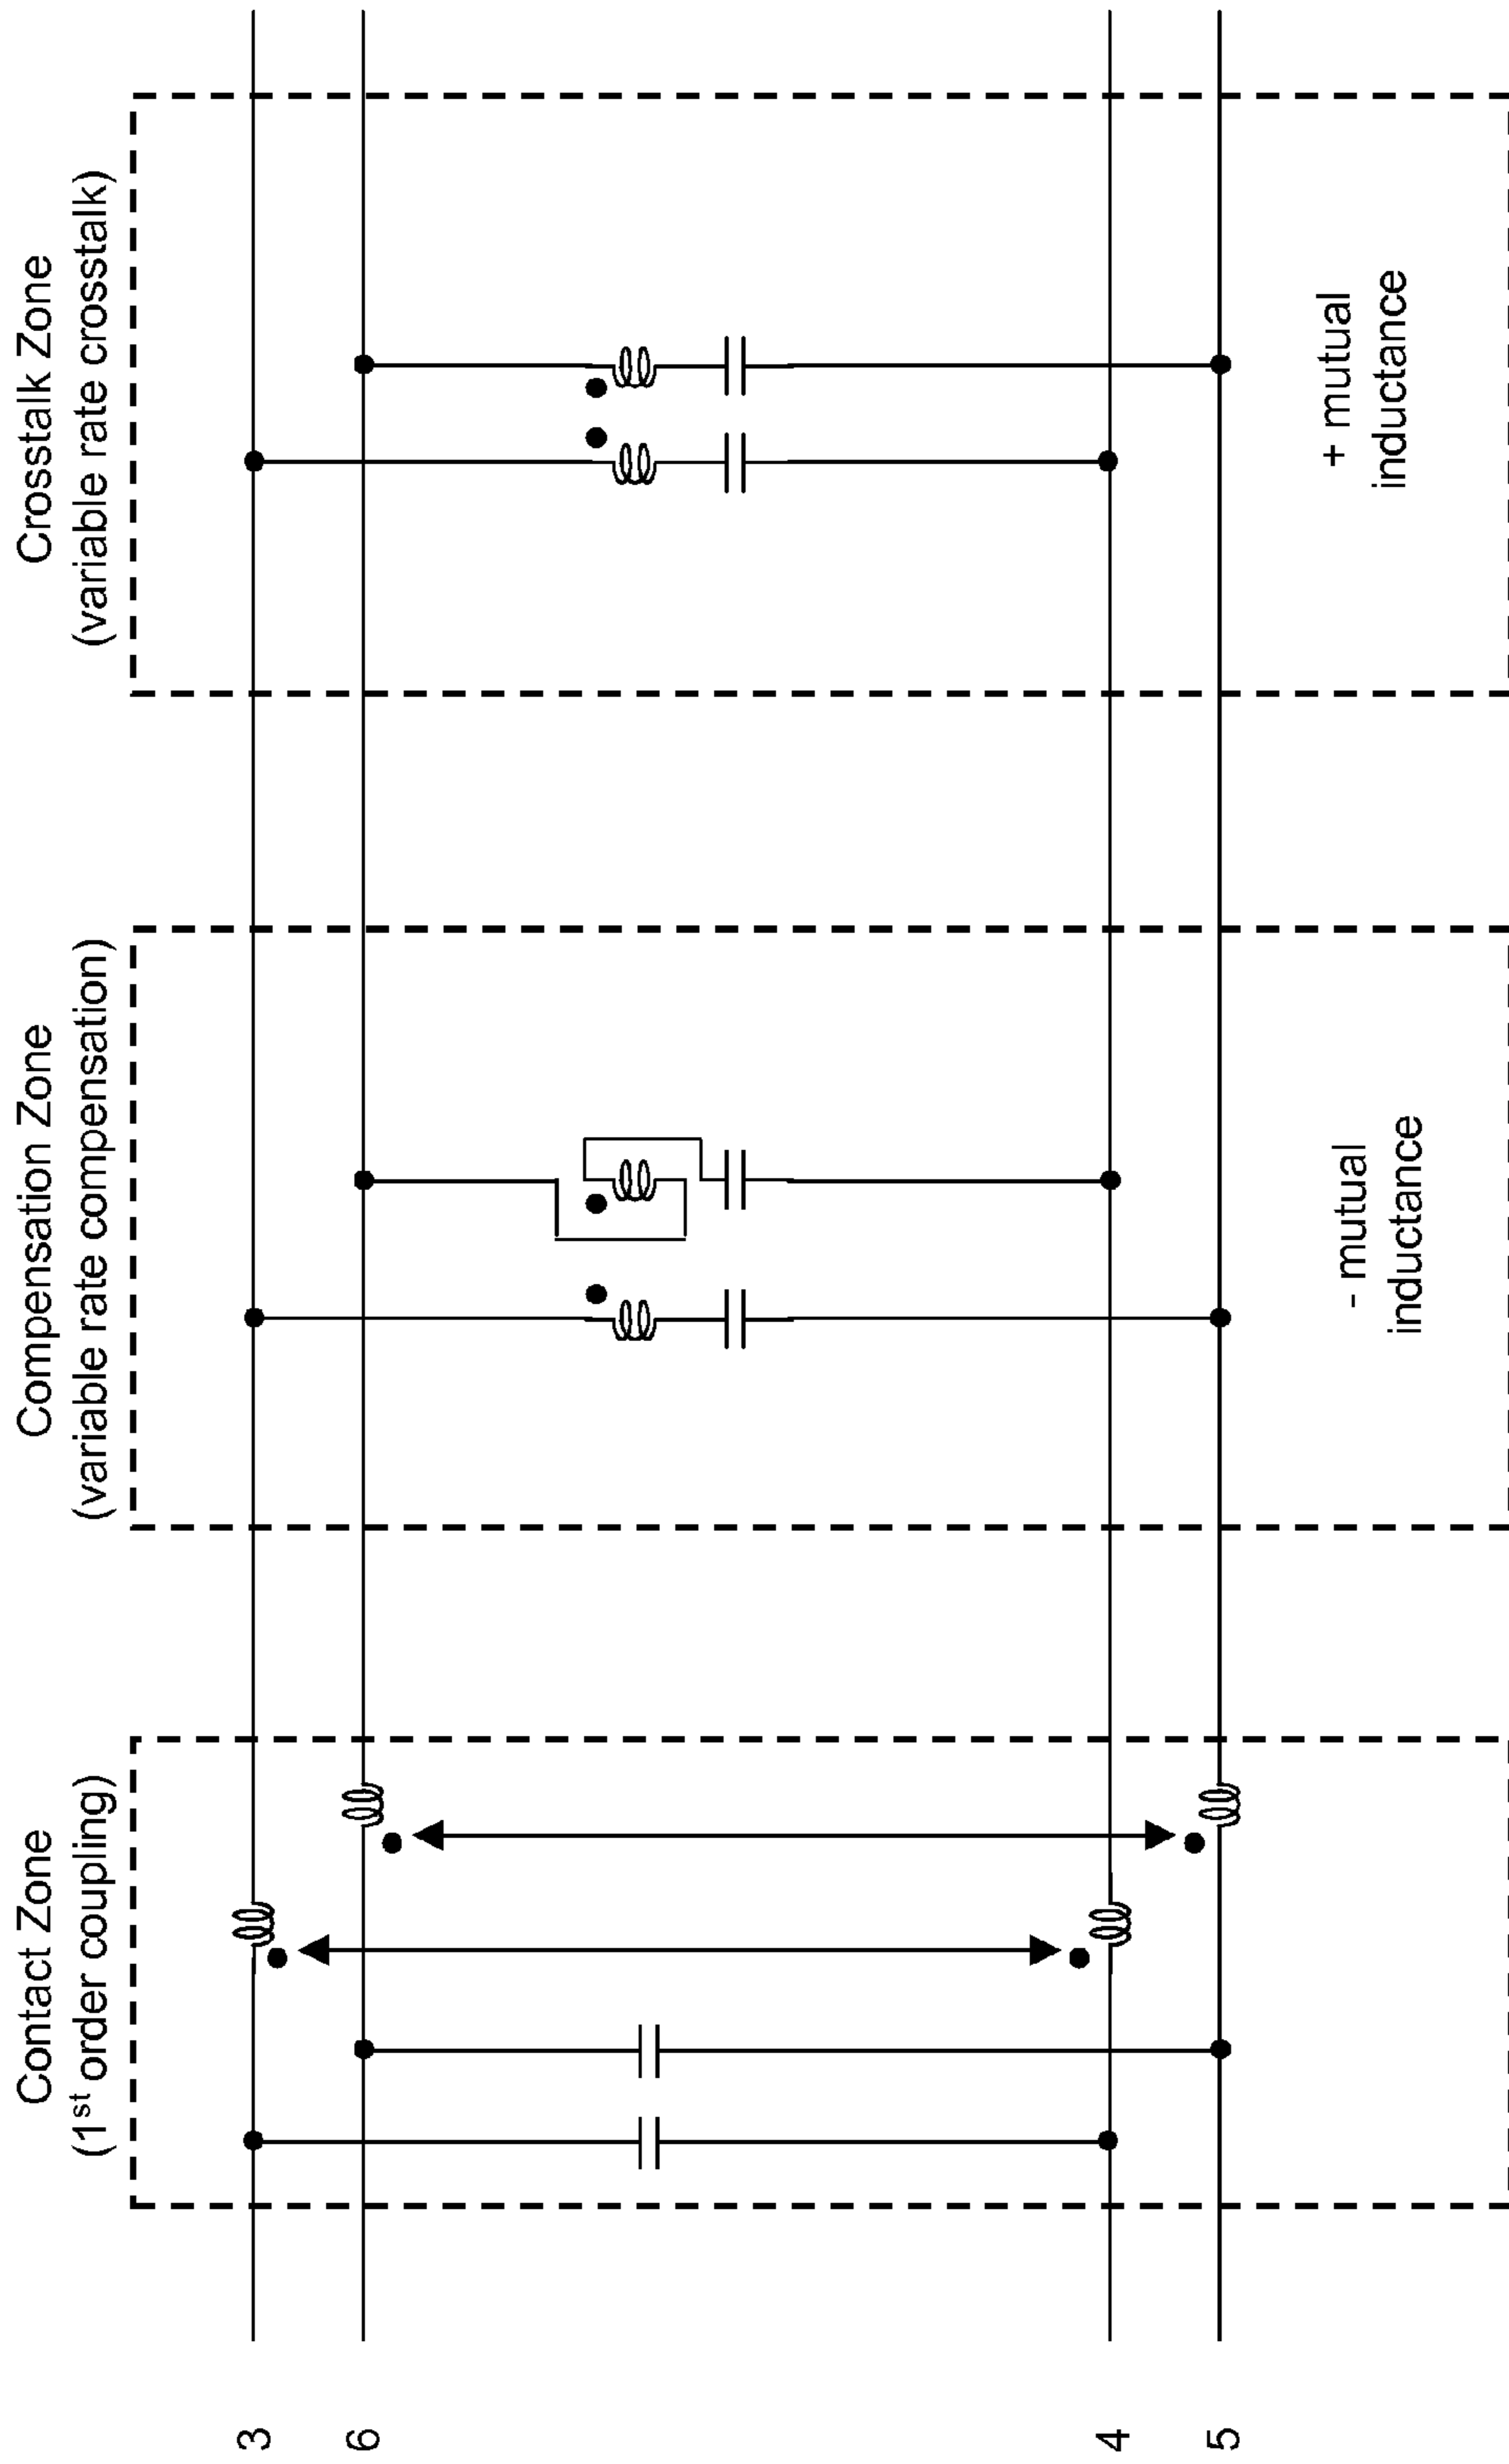 Contact Zone
(1st order coupling)
Compensation Zone
(variable rate compensation)
Crosstalk Zone
(variable rate crosstalk)
3
6
4
5
- mutual
inductance
+ mutual
inductance